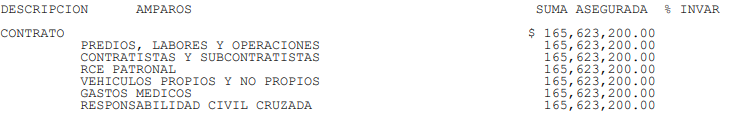 DESCRIPCION AMPAROS SUMA ASEGURADA % INVAR
CONTRATO $ 165,623,200.00
PREDIOS, LABORES Y OPERACIONES 165,623,200.00
CONTRATISTAS Y SUBCONTRATISTAS 165,623,200.00
RCE PATRONAL 165,623,200.00
VEHICULOS PROPIOS Y NO PROPIOS 165,623,200.00
GASTOS MEDICOS 165,623,200.00
RESPONSABILIDAD CIVIL CRUZADA 165,623,200.00